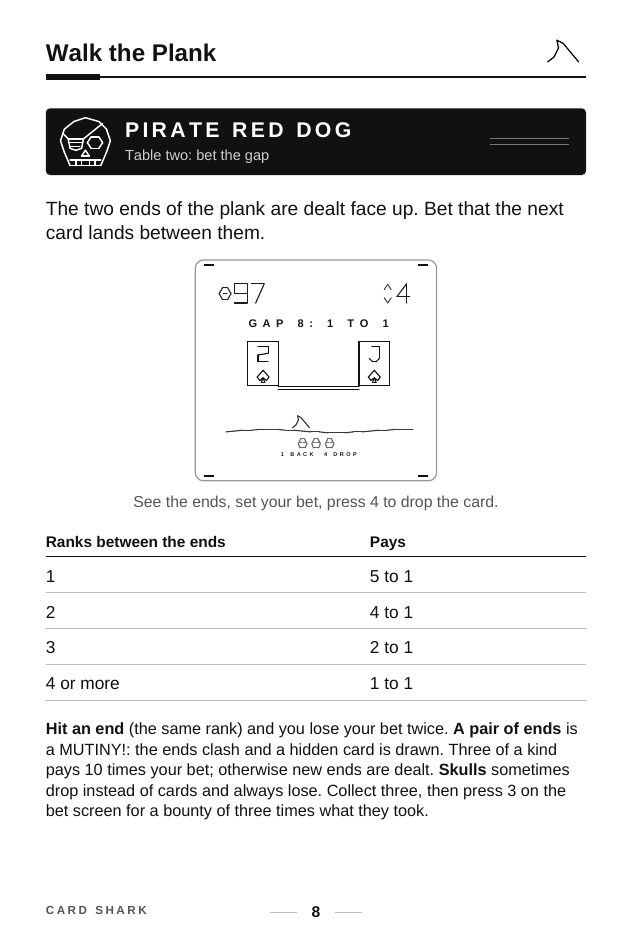 Walk the Plank
PIRATE RED DOG
Table two: bet the gap
The two ends of the plank are dealt face up. Bet that the next
card lands between them.
97 4
GAP 8: 1 TO 1
2 J
1 BACK 4 DROP
See the ends, set your bet, press 4 to drop the card.
Ranks between the ends Pays
1 5 to 1
2 4 to 1
3 2 to 1
4 or more 1 to 1
Hit an end (the same rank) and you lose your bet twice. A pair of ends is
a MUTINY!: the ends clash and a hidden card is drawn. Three of a kind
pays 10 times your bet; otherwise new ends are dealt. Skulls sometimes
drop instead of cards and always lose. Collect three, then press 3 on the
bet screen for a bounty of three times what they took.
CARD SHARK 8